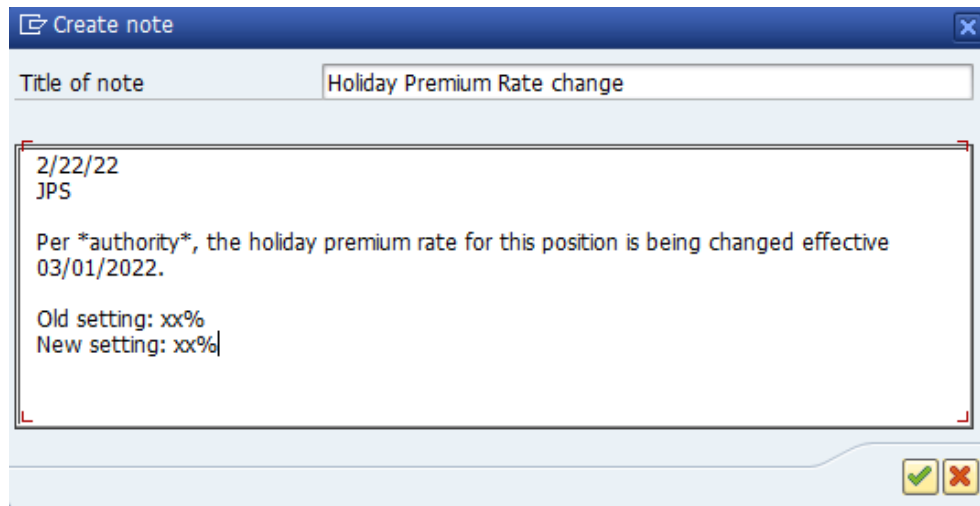 Create note
Title of note Holiday Premium Rate change
2/22/22
JPS
Per *authority*, the holiday premium rate for this position is being changed effective
03/01/2022.
Old setting: xx%
New setting: xx%